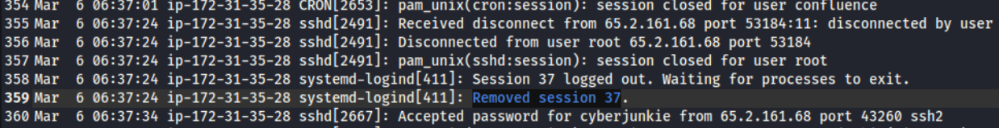 354 Mar  6 06:37:01 ip-172-31-35-28 CRON[2653]: pam_unix(cron:session): session closed for user confluence
355 Mar  6 06:37:24 ip-172-31-35-28 sshd[2491]: Received disconnect from 65.2.161.68 port 53184:11: disconnected by user
356 Mar  6 06:37:24 ip-172-31-35-28 sshd[2491]: Disconnected from user root 65.2.161.68 port 53184
357 Mar  6 06:37:24 ip-172-31-35-28 sshd[2491]: pam_unix(sshd:session): session closed for user root
358 Mar  6 06:37:24 ip-172-31-35-28 systemd-logind[411]: Session 37 logged out. Waiting for processes to exit.
359 Mar  6 06:37:24 ip-172-31-35-28 systemd-logind[411]: Removed session 37.
360 Mar  6 06:37:34 ip-172-31-35-28 sshd[2667]: Accepted password for cyberjunkie from 65.2.161.68 port 43260 ssh2